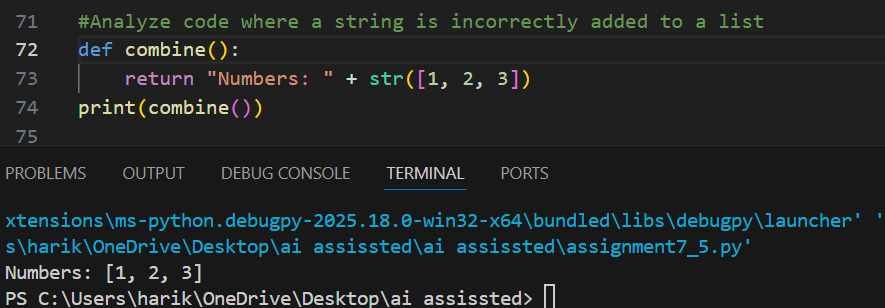 71 #Analyze code where a string is incorrectly added to a list
72 def combine():
73 return "Numbers: " + str([1, 2, 3])
74 print(combine())
75
PROBLEMS OUTPUT DEBUG CONSOLE TERMINAL PORTS
xtensions\ms-python.debugpy-2025.18.0-win32-x64\bundled\libs\debugpy\launcher' '
s\harik\OneDrive\Desktop\ai assissted\ai assissted\assignment7_5.py'
Numbers: [1, 2, 3]
PS C:\Users\harik\OneDrive\Desktop\ai assissted>